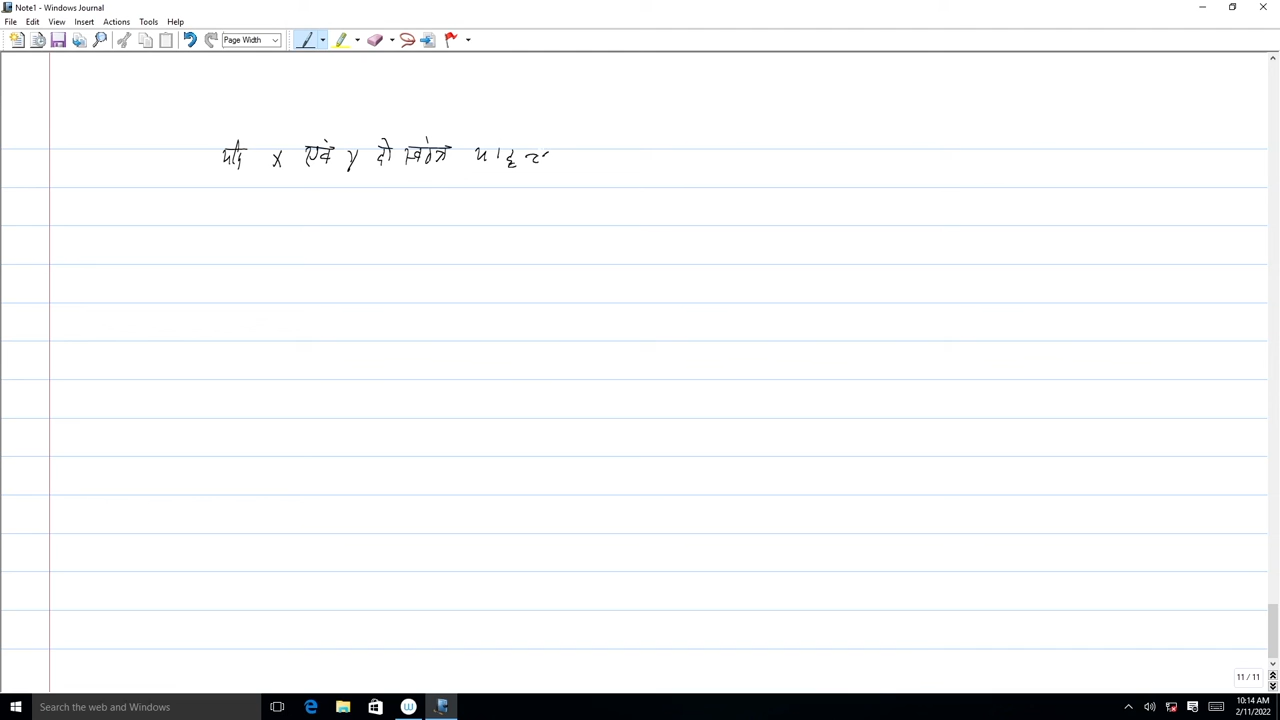 Note1 - Windows Journal
File Edit View Insert Actions Tools Help
Page Width
यदि x एवं y दो स्वतंत्र
11 / 11
Search the web and Windows
10:14 AM
2/11/2022